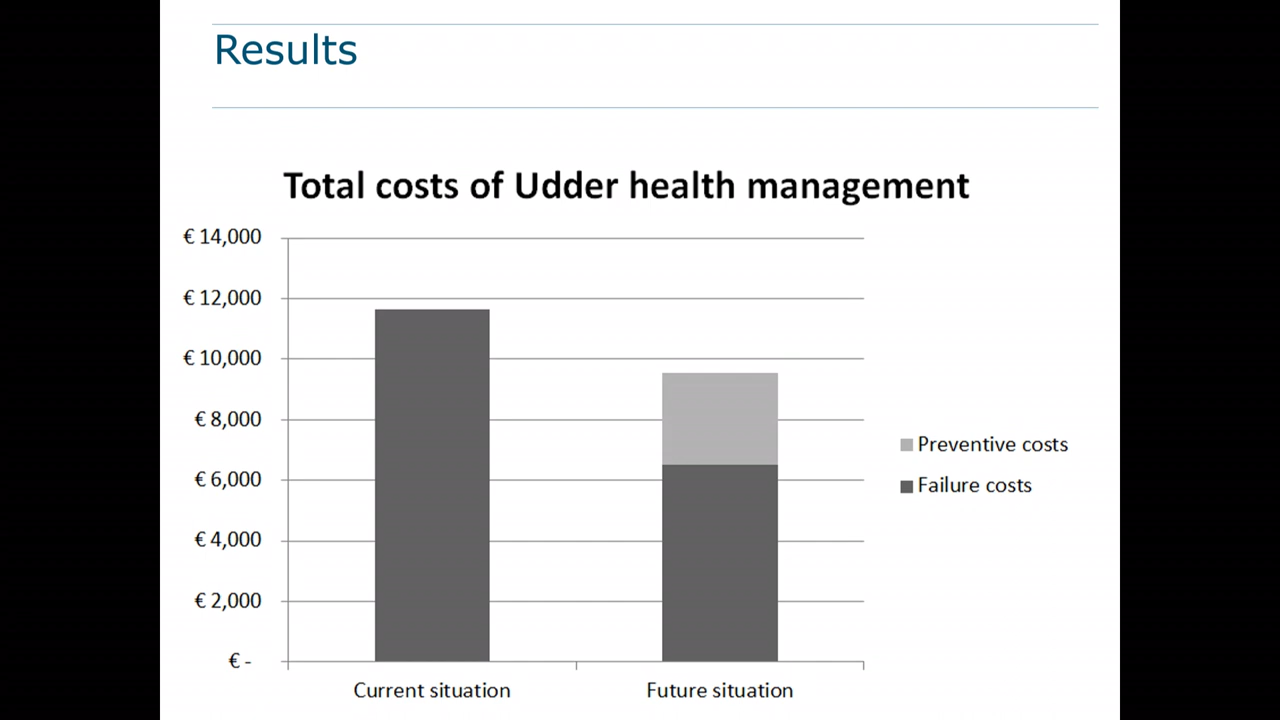 Results
Total costs of Udder health management
€ 14,000
€ 12,000
€ 10,000
€ 8,000
€ 6,000
€ 4,000
€ 2,000
€ -
Current situation
Future situation
Preventive costs
Failure costs